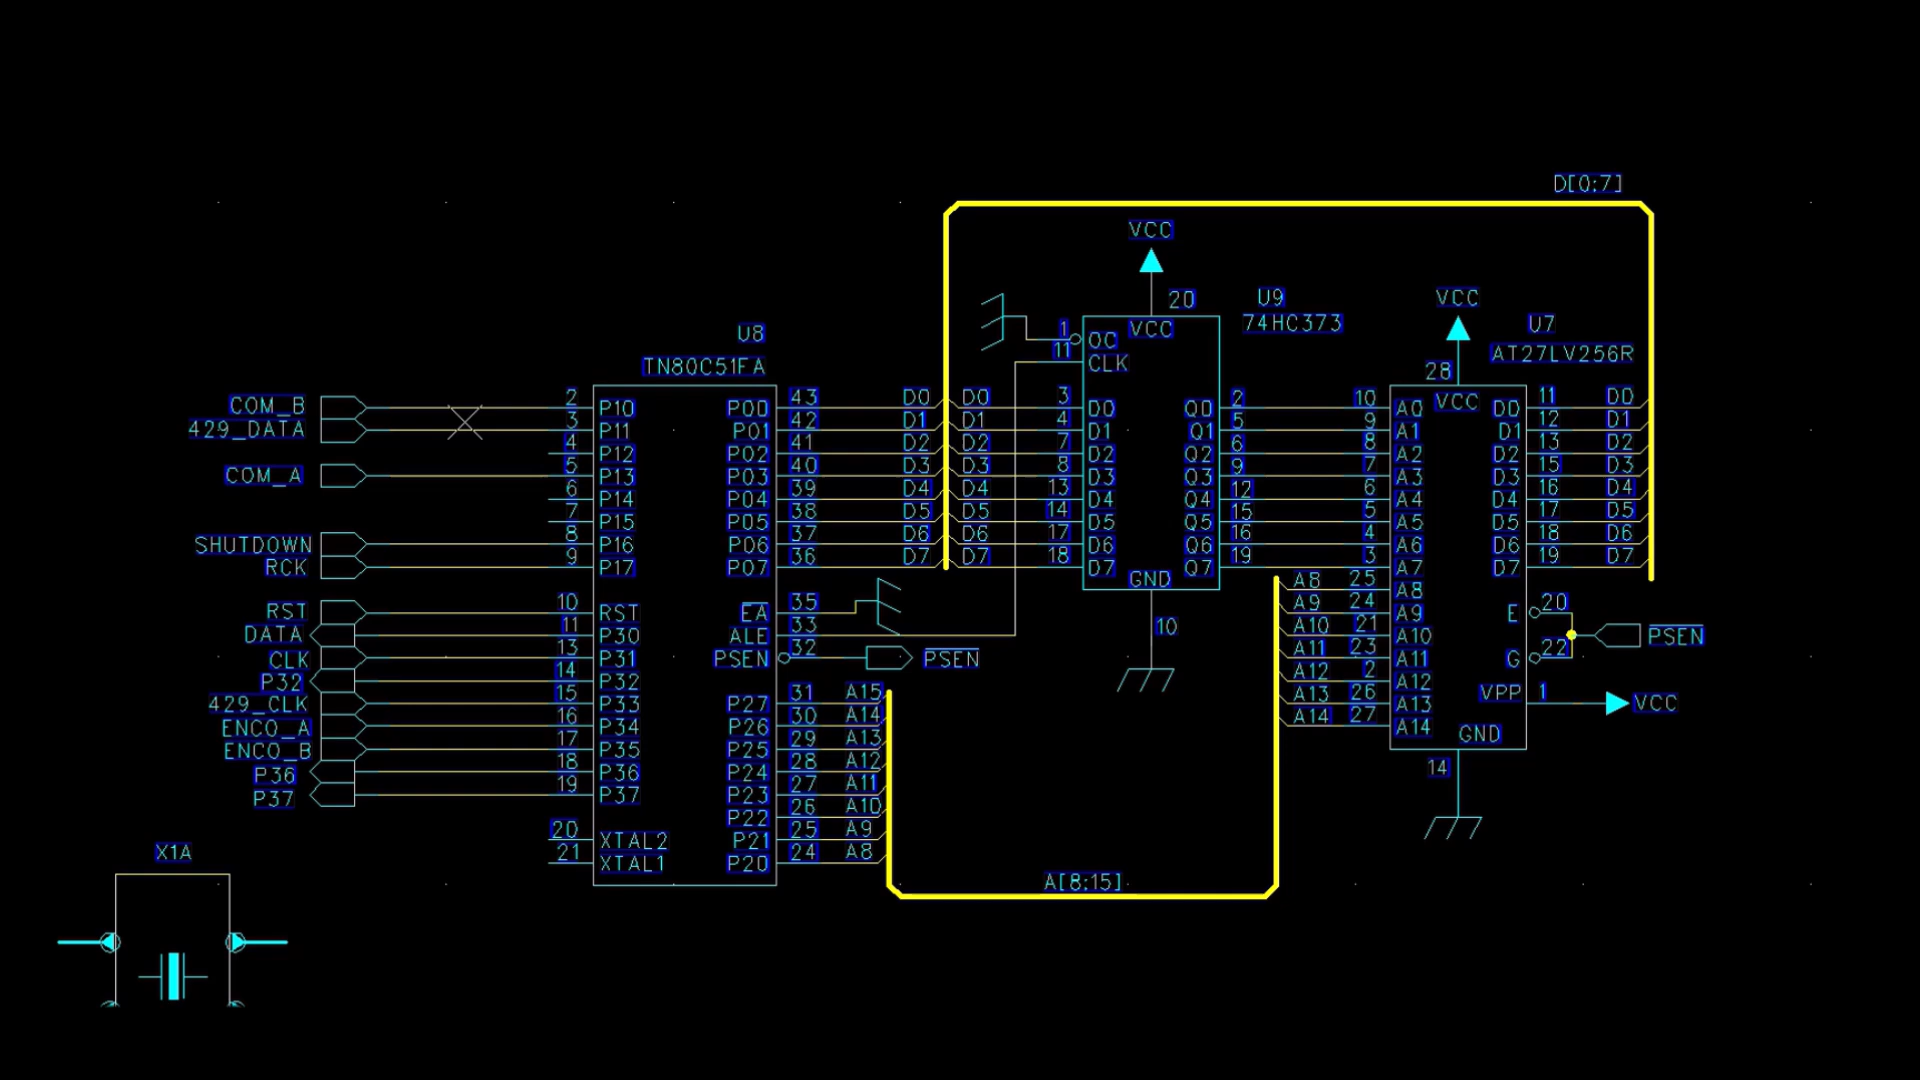 D[0:7]
VCC
20
U9
74HC373
VCC
U7
AT27LV256R
28
U8
TN80C51FA
1
OC
VCC
11
CLK
COM_B
2
P10
P00
43
D0
D0
3
D0
Q0
2
10
A0
VCC
D0
11
D0
429_DATA
3
P11
P01
42
D1
D1
4
D1
Q1
5
9
A1
D1
12
D1
4
P12
P02
41
D2
D2
7
D2
Q2
6
8
A2
D2
13
D2
COM_A
5
P13
P03
40
D3
D3
8
D3
Q3
9
7
A3
D3
15
D3
6
P14
P04
39
D4
D4
13
D4
Q4
12
6
A4
D4
16
D4
7
P15
P05
38
D5
D5
14
D5
Q5
15
5
A5
D5
17
D5
SHUTDOWN
8
P16
P06
37
D6
D6
17
D6
Q6
16
4
A6
D6
18
D6
RCK
9
P17
P07
36
D7
D7
18
D7
Q7
19
3
A7
D7
19
D7
GND
A8
25
A8
RST
10
RST
EA
35
A9
24
A9
E
20
DATA
11
P30
ALE
33
10
A10
21
A10
PSEN
CLK
13
P31
PSEN
32
PSEN
A11
23
A11
G
22
P32
14
P32
A12
2
A12
429_CLK
15
P33
P27
31
A15
A13
26
A13
VPP
1
VCC
ENCO_A
16
P34
P26
30
A14
A14
27
A14
GND
ENCO_B
17
P35
P25
29
A13
P36
18
P36
P24
28
A12
14
P37
19
P37
P23
27
A11
P22
26
A10
20
XTAL2
P21
25
A9
21
XTAL1
P20
24
A8
X1A
A[8:15]